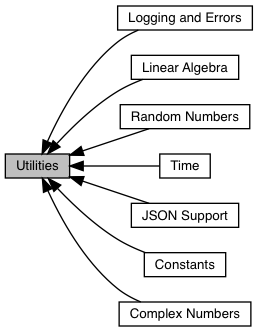 Logging and Errors
Linear Algebra
Random Numbers
Utilities
Time
JSON Support
Constants
Complex Numbers